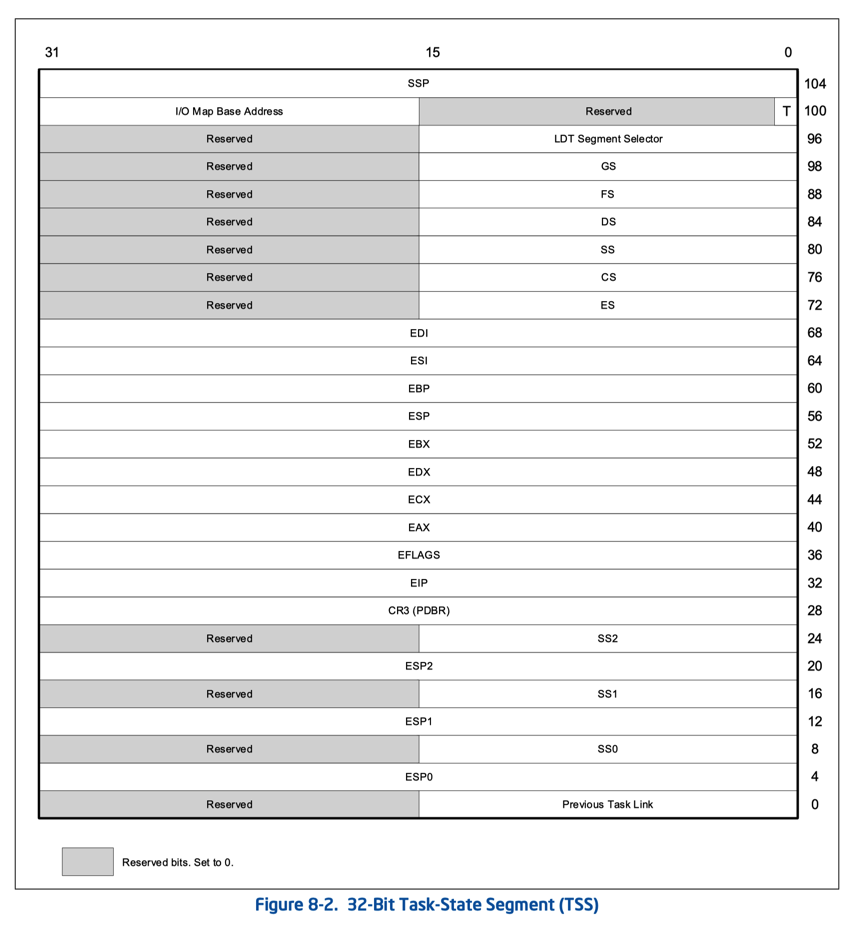 31 15 0
SSP 104
I/O Map Base Address Reserved T 100
Reserved LDT Segment Selector 96
Reserved GS 98
Reserved FS 88
Reserved DS 84
Reserved SS 80
Reserved CS 76
Reserved ES 72
EDI 68
ESI 64
EBP 60
ESP 56
EBX 52
EDX 48
ECX 44
EAX 40
EFLAGS 36
EIP 32
CR3 (PDBR) 28
Reserved SS2 24
ESP2 20
Reserved SS1 16
ESP1 12
Reserved SS0 8
ESP0 4
Reserved Previous Task Link 0
Reserved bits. Set to 0.
Figure 8-2. 32-Bit Task-State Segment (TSS)